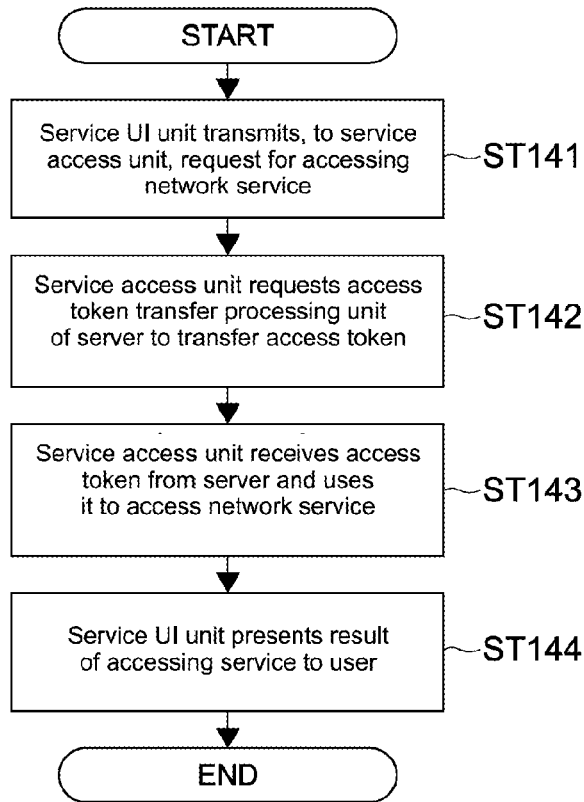 START
Service UI unit transmits, to service
access unit, request for accessing
network service
ST141
Service access unit requests access
token transfer processing unit
of server to transfer access token
ST142
Service access unit receives access
token from server and uses
it to access network service
ST143
Service UI unit presents result
of accessing service to user
ST144
END